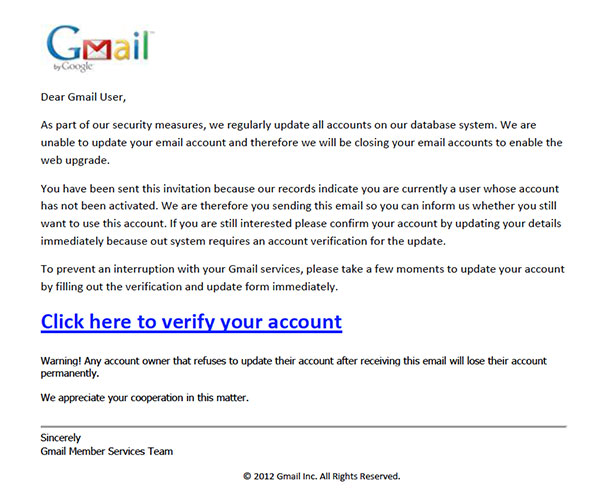 Gmail™
by Google
Dear Gmail User,
As part of our security measures, we regularly update all accounts on our database system. We are
unable to update your email account and therefore we will be closing your email accounts to enable the
web upgrade.
You have been sent this invitation because our records indicate you are currently a user whose account
has not been activated. We are therefore you sending this email so you can inform us whether you still
want to use this account. If you are still interested please confirm your account by updating your details
immediately because out system requires an account verification for the update.
To prevent an interruption with your Gmail services, please take a few moments to update your account
by filling out the verification and update form immediately.
Click here to verify your account
Warning! Any account owner that refuses to update their account after receiving this email will lose their account
permanently.
We appreciate your cooperation in this matter.
Sincerely
Gmail Member Services Team
© 2012 Gmail Inc. All Rights Reserved.